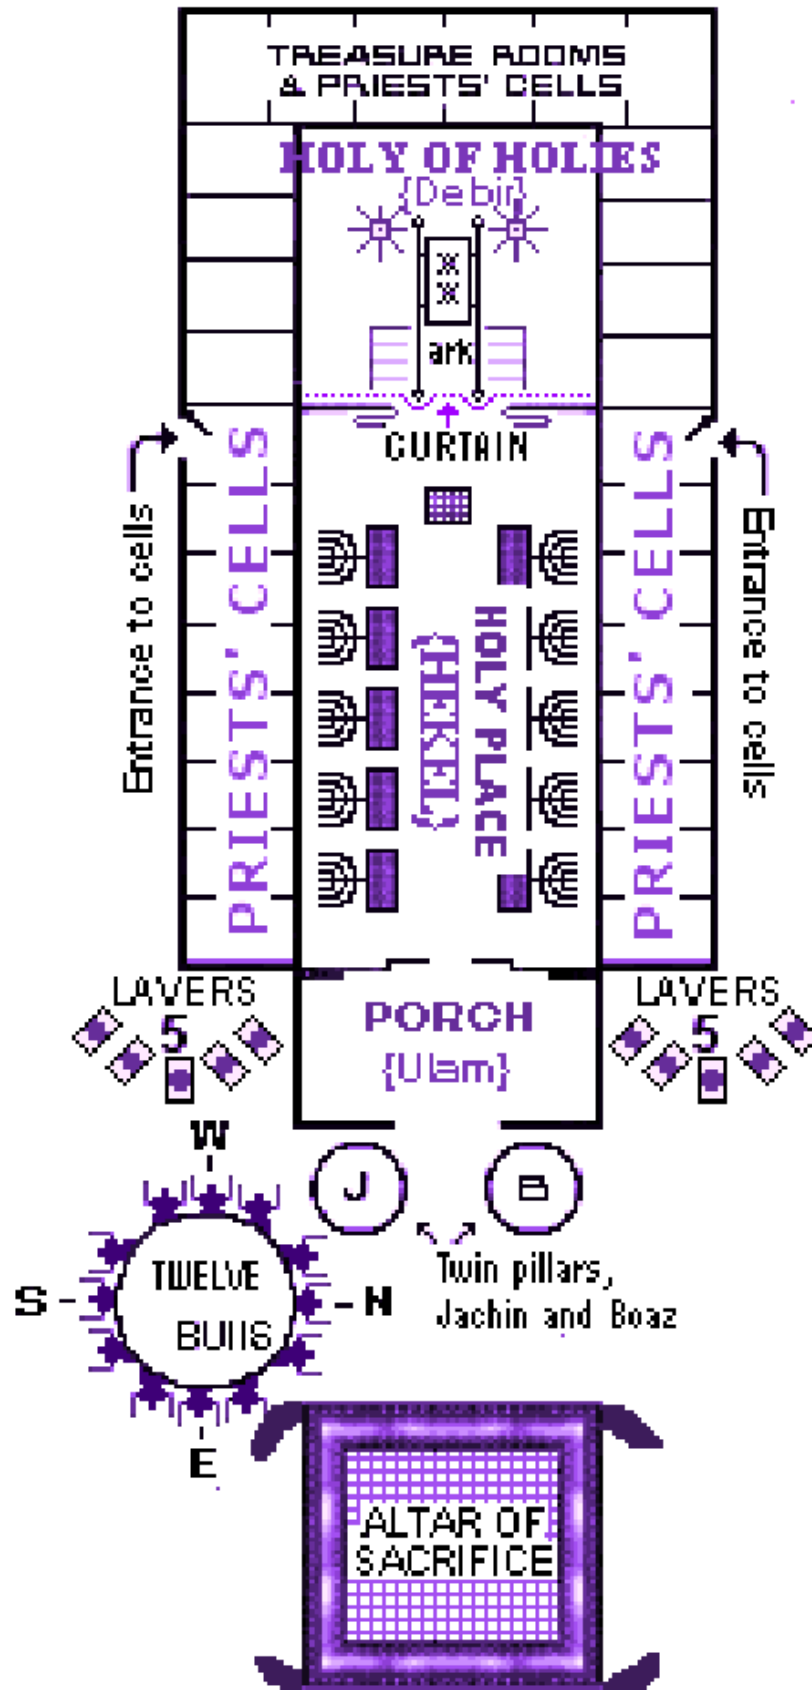 TREASURE ROOMS
& PRIESTS' CELLS
HOLY OF HOLIES
{Debir}
ark
CURTAIN
Entrance to cells
PRIESTS' CELLS
HOLY PLACE
{HEKEL}
PRIESTS' CELLS
Entrance to cells
LAVERS
5
LAVERS
5
PORCH
{Ulam}
W
J
B
Twin pillars,
Jachin and Boaz
S
N
TWELVE
BUllS
E
ALTAR OF
SACRIFICE